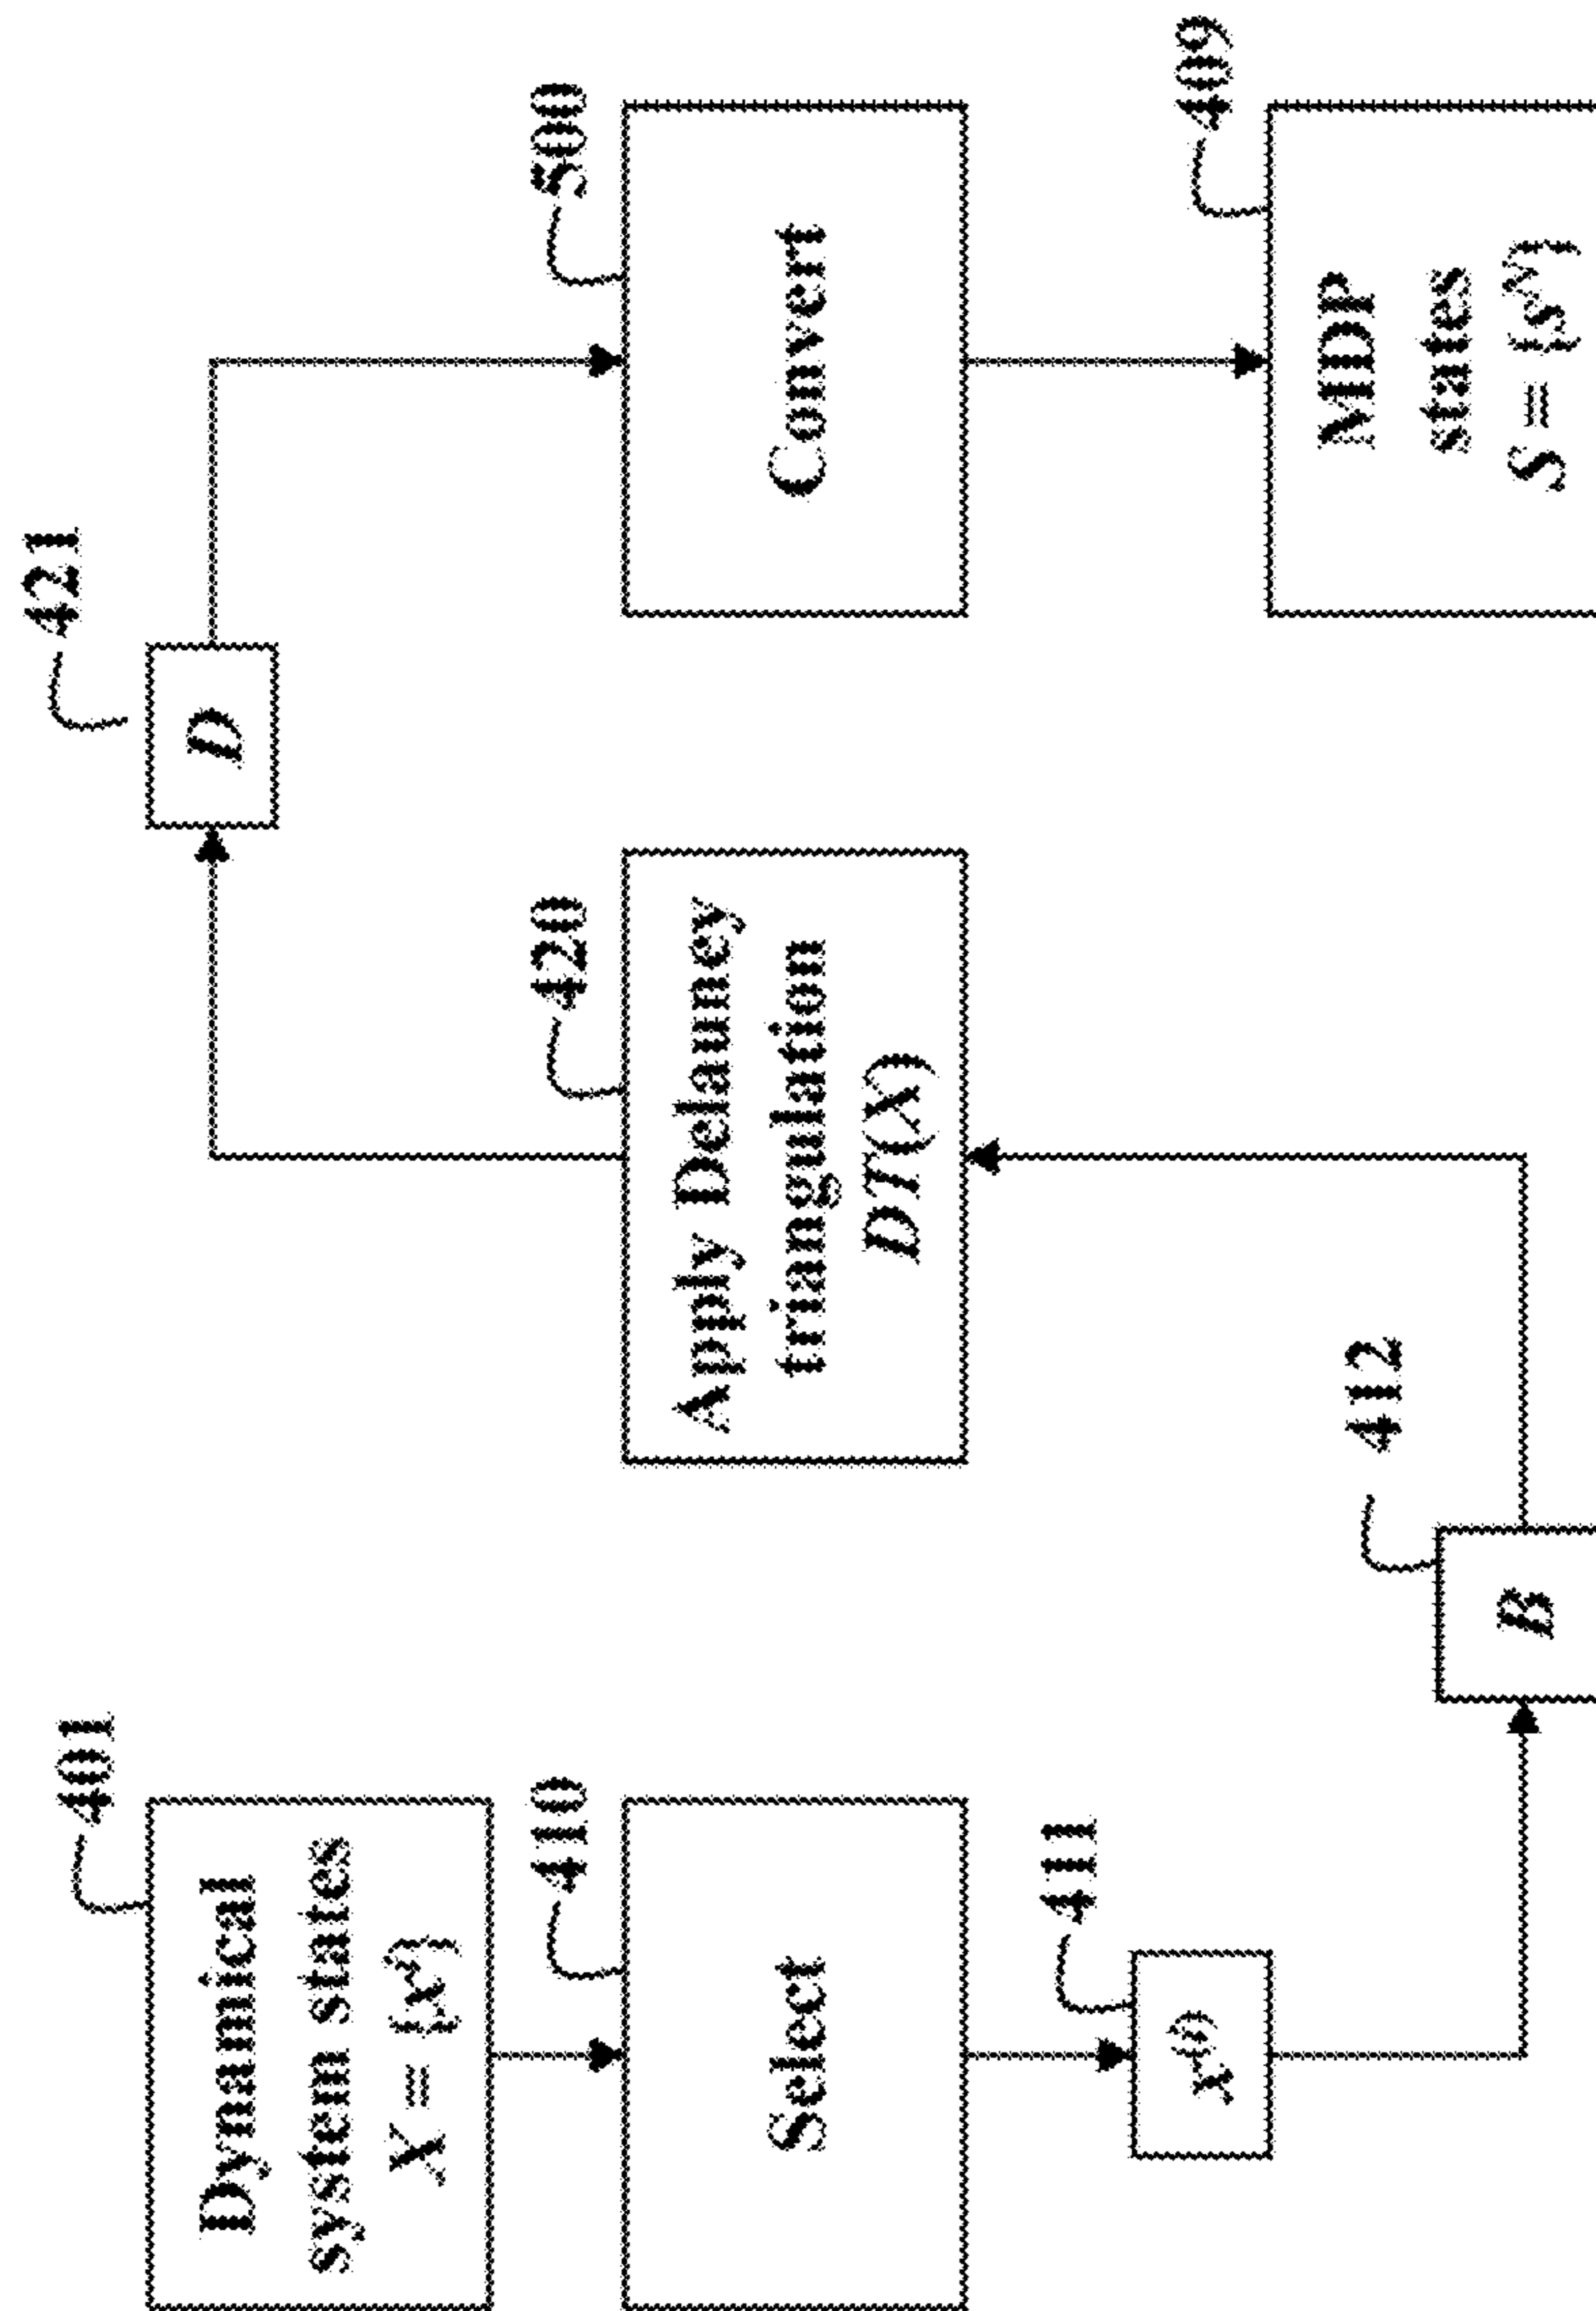 401
Dynamical
system states
X = {x}
410
Select
411
x⁽ⁱ⁾
412
B
420
Apply Delauney
triangulation
DT(X)
421
D
500
Convert
409
MDP
states